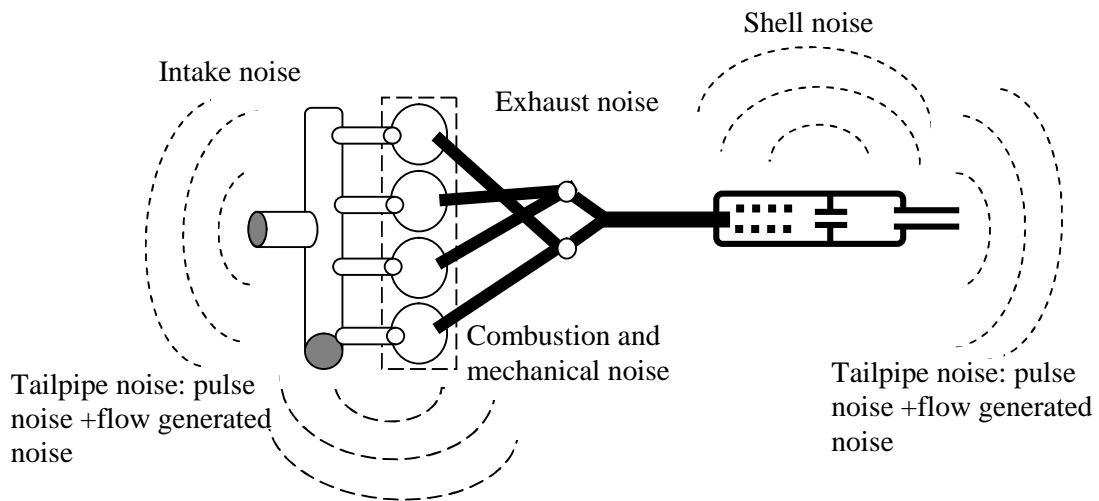 Shell noise
Intake noise
Exhaust noise
Combustion and
mechanical noise
Tailpipe noise: pulse
noise +flow generated
noise
Tailpipe noise: pulse
noise +flow generated
noise